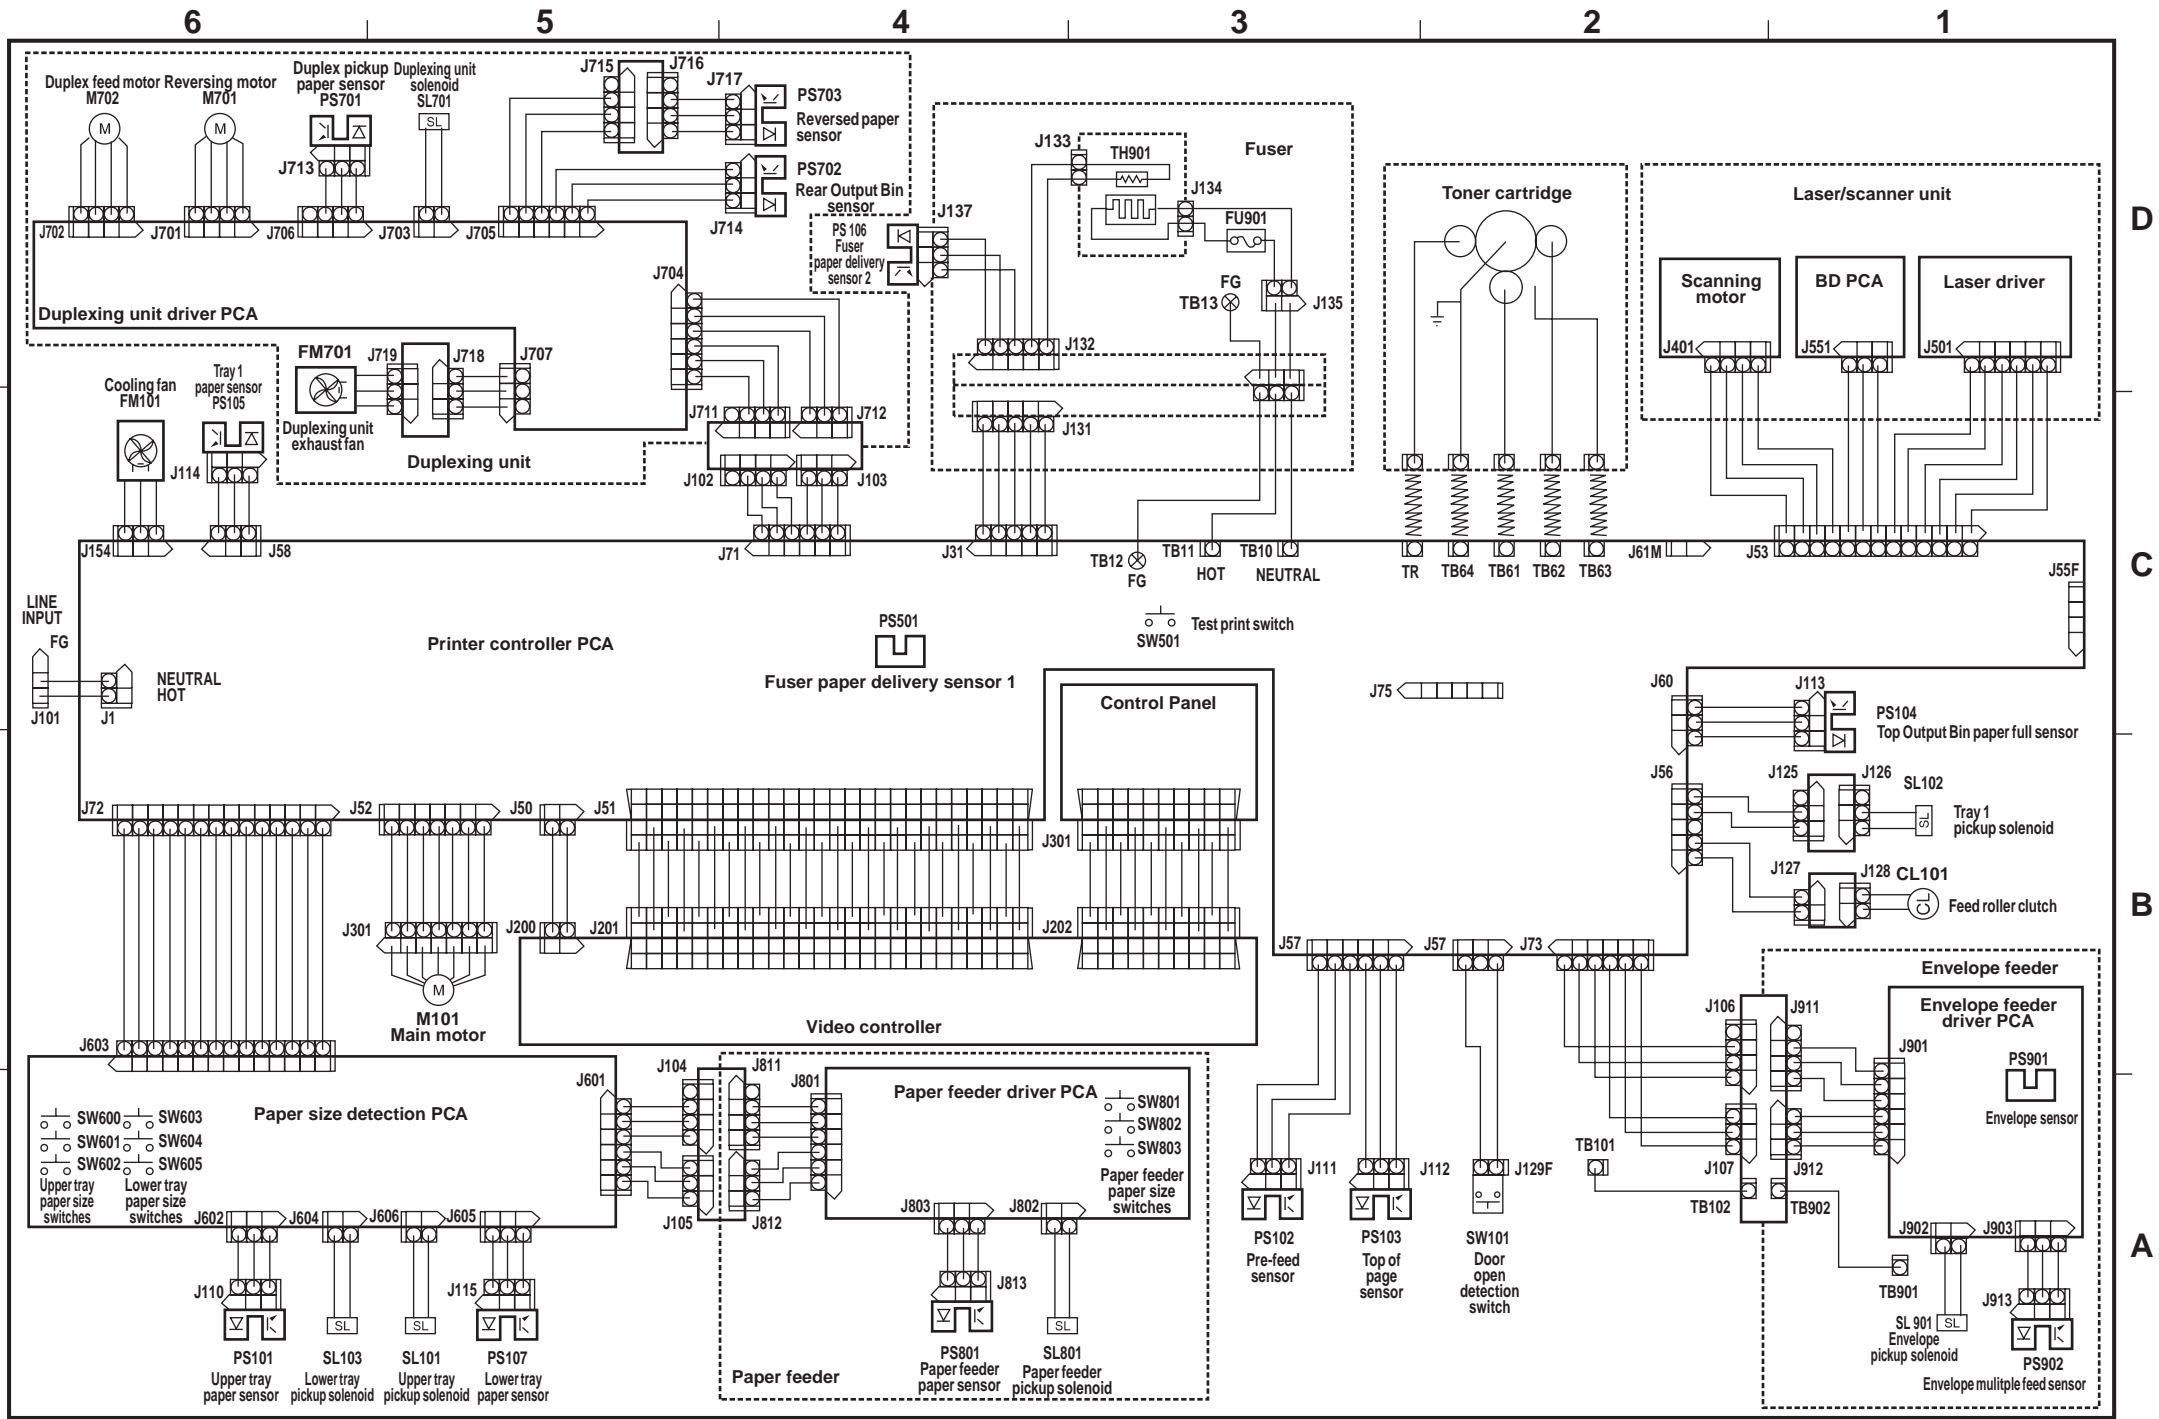 6 5 4 3 2 1
D
C
B
A
Duplex feed motor
M702
M
Reversing motor
M701
M
Duplex pickup
paper sensor
PS701
Duplexing unit
solenoid
SL701
SL
J713
J715
J716
J717
PS703
Reversed paper
sensor
PS702
Rear Output Bin
sensor
J714
J702
J701
J706
J703
J705
J704
Duplexing unit driver PCA
FM701
J719
J718
J707
Duplexing unit
exhaust fan
Duplexing unit
J711
J712
J102
J103
Cooling fan
FM101
Tray 1
paper sensor
PS105
J114
J154
J58
J71
PS 106
Fuser
paper delivery
sensor 2
J137
J133
TH901
Fuser
J134
FU901
FG
TB13
J135
J132
J131
J31
TB12
FG
TB11
HOT
TB10
NEUTRAL
Toner cartridge
TR
TB64
TB61
TB62
TB63
Laser/scanner unit
Scanning
motor
BD PCA
Laser driver
J401
J551
J501
J61M
J53
J55F
LINE
INPUT
FG
NEUTRAL
HOT
J101
J1
Printer controller PCA
PS501
Fuser paper delivery sensor 1
SW501
Test print switch
Control Panel
J75
J60
J113
PS104
Top Output Bin paper full sensor
J56
J125
J126
SL102
SL
Tray 1
pickup solenoid
J127
J128
CL101
CL
Feed roller clutch
J72
J52
J50
J51
J301
J301
J200
J201
J202
M
M101
Main motor
Video controller
J57
J57
J73
J603
Paper size detection PCA
SW600
SW603
SW601
SW604
SW602
SW605
Upper tray
paper size
switches
Lower tray
paper size
switches
J601
J104
J811
J801
J105
J812
J602
J604
J606
J605
J110
J115
SL
SL
PS101
Upper tray
paper sensor
SL103
Lower tray
pickup solenoid
SL101
Upper tray
pickup solenoid
PS107
Lower tray
paper sensor
Paper feeder driver PCA
SW801
SW802
SW803
Paper feeder
paper size
switches
J803
J802
J813
SL
PS801
Paper feeder
paper sensor
SL801
Paper feeder
pickup solenoid
Paper feeder
J111
PS102
Pre-feed
sensor
J112
PS103
Top of
page
sensor
J129F
SW101
Door
open
detection
switch
TB101
J106
J911
J107
J912
TB102
TB902
Envelope feeder
Envelope feeder
driver PCA
J901
PS901
Envelope sensor
J902
J903
TB901
SL 901
SL
Envelope
pickup solenoid
J913
PS902
Envelope mulitple feed sensor